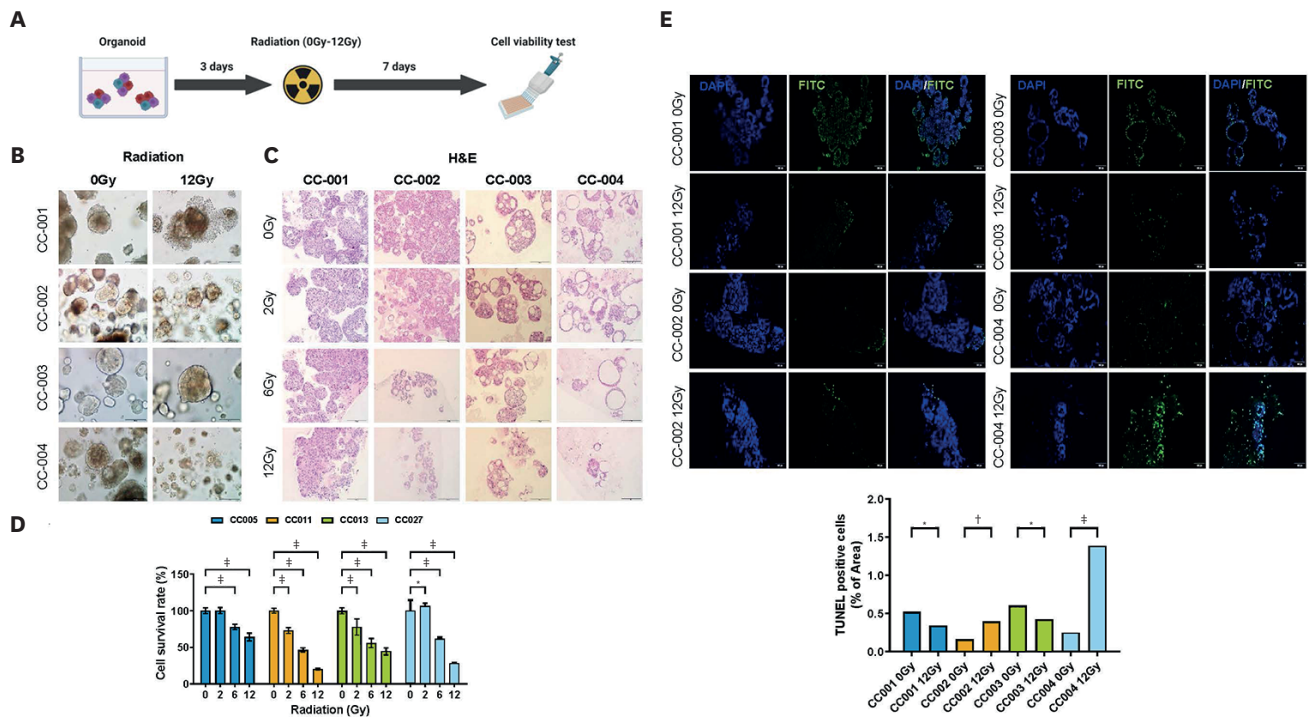 A
Organoid
Radiation (0Gy-12Gy)
Cell viability test
3 days
7 days
B
Radiation
0Gy
12Gy
CC-001
CC-002
CC-003
CC-004
C
H&E
CC-001
CC-002
CC-003
CC-004
0Gy
2Gy
6Gy
12Gy
D
CC005
CC011
CC013
CC027
‡
‡
‡
‡
‡
‡
‡
‡
‡
‡
*
Cell survival rate (%)
150
100
50
0
0 2 6 12
0 2 6 12
0 2 6 12
0 2 6 12
Radiation (Gy)
E
DAPI
FITC
DAPI/FITC
CC-001 0Gy
CC-001 12Gy
CC-002 0Gy
CC-002 12Gy
DAPI
FITC
DAPI/FITC
CC-003 0Gy
CC-003 12Gy
CC-004 0Gy
CC-004 12Gy
TUNEL positive cells
(% of Area)
2.0
1.5
1.0
0.5
0.0
*
†
*
‡
CC001 0Gy
CC001 12Gy
CC002 0Gy
CC002 12Gy
CC003 0Gy
CC003 12Gy
CC004 0Gy
CC004 12Gy